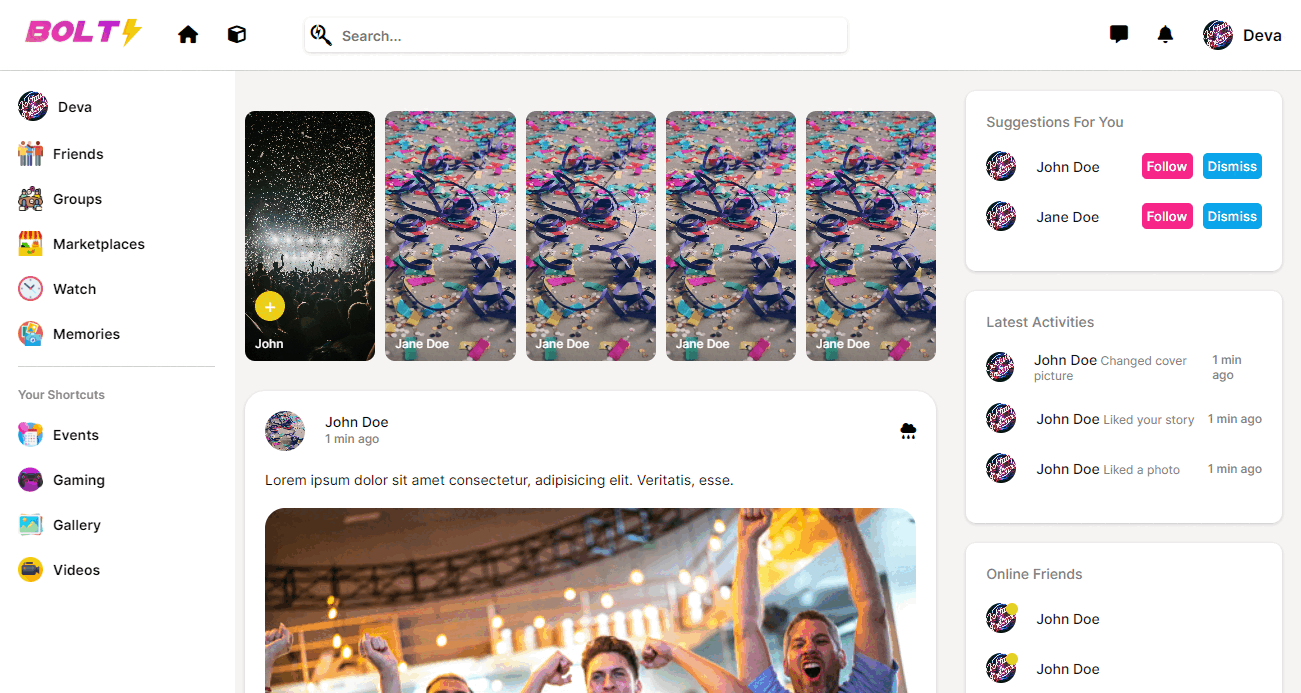 BOLT
Search...
Deva
Deva
Friends
Groups
Marketplaces
Watch
Memories
Your Shortcuts
Events
Gaming
Gallery
Videos
+
John
Jane Doe
Jane Doe
Jane Doe
Jane Doe
John Doe
1 min ago
Lorem ipsum dolor sit amet consectetur, adipisicing elit. Veritatis, esse.
Suggestions For You
John Doe Follow Dismiss
Jane Doe Follow Dismiss
Latest Activities
John Doe Changed cover 1 min
picture ago
John Doe Liked your story 1 min ago
John Doe Liked a photo 1 min ago
Online Friends
John Doe
John Doe